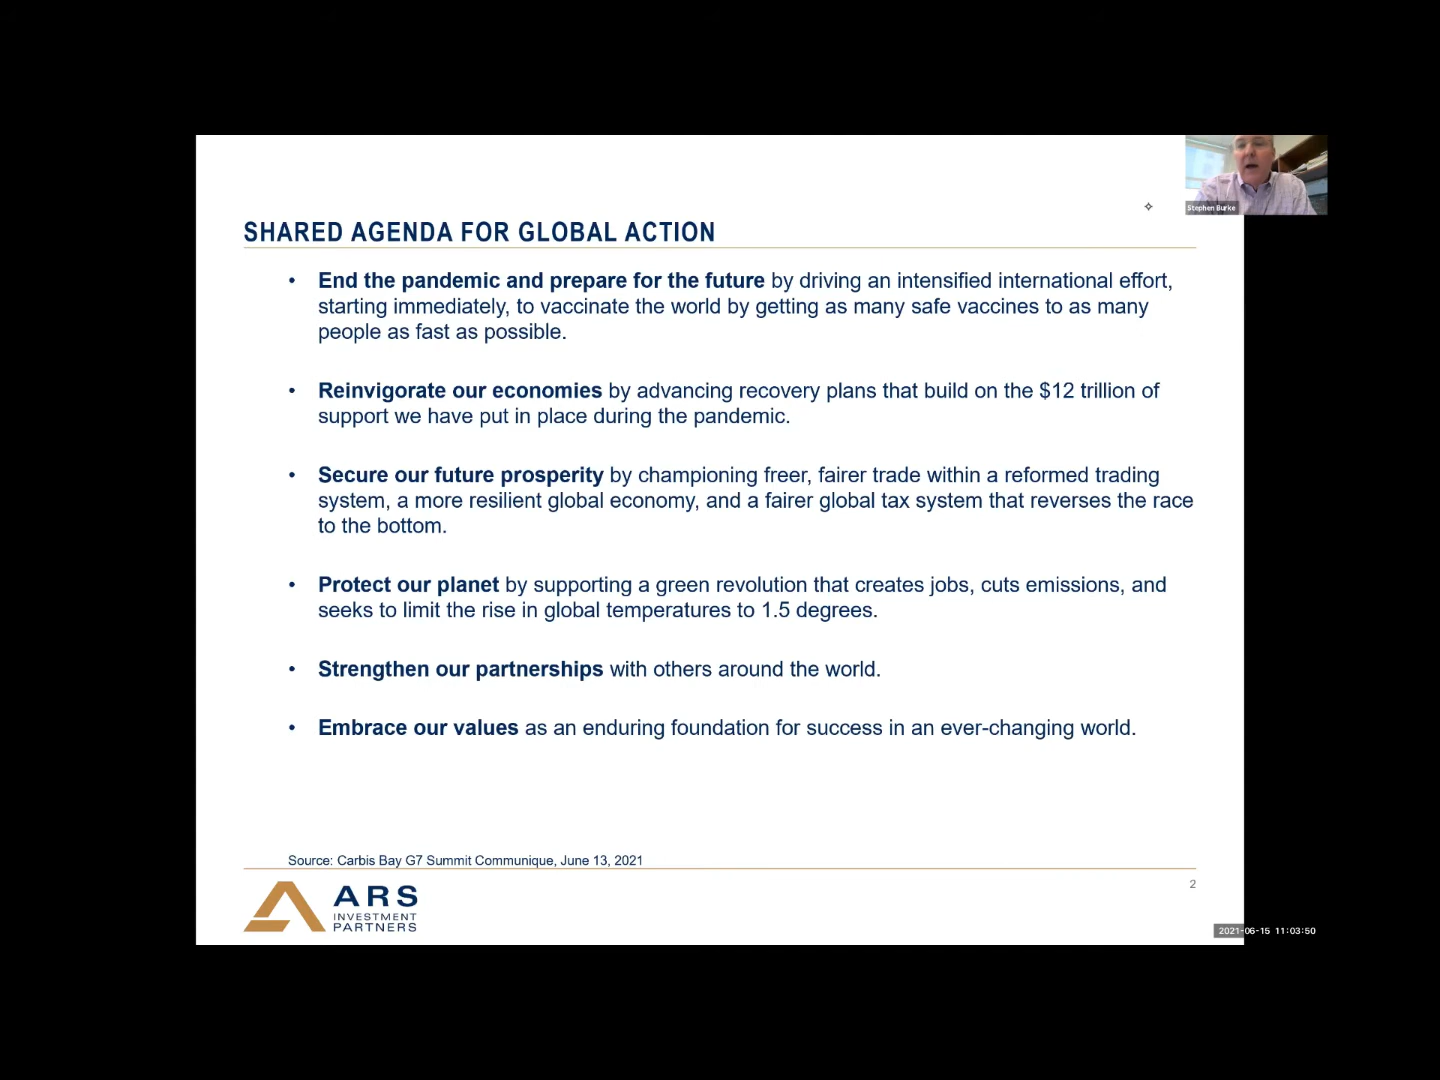 Stephen Burke
SHARED AGENDA FOR GLOBAL ACTION
• End the pandemic and prepare for the future by driving an intensified international effort,
starting immediately, to vaccinate the world by getting as many safe vaccines to as many
people as fast as possible.
• Reinvigorate our economies by advancing recovery plans that build on the $12 trillion of
support we have put in place during the pandemic.
• Secure our future prosperity by championing freer, fairer trade within a reformed trading
system, a more resilient global economy, and a fairer global tax system that reverses the race
to the bottom.
• Protect our planet by supporting a green revolution that creates jobs, cuts emissions, and
seeks to limit the rise in global temperatures to 1.5 degrees.
• Strengthen our partnerships with others around the world.
• Embrace our values as an enduring foundation for success in an ever-changing world.
Source: Carbis Bay G7 Summit Communique, June 13, 2021
2
ARS
INVESTMENT
PARTNERS
2021-06-15 11:03:50